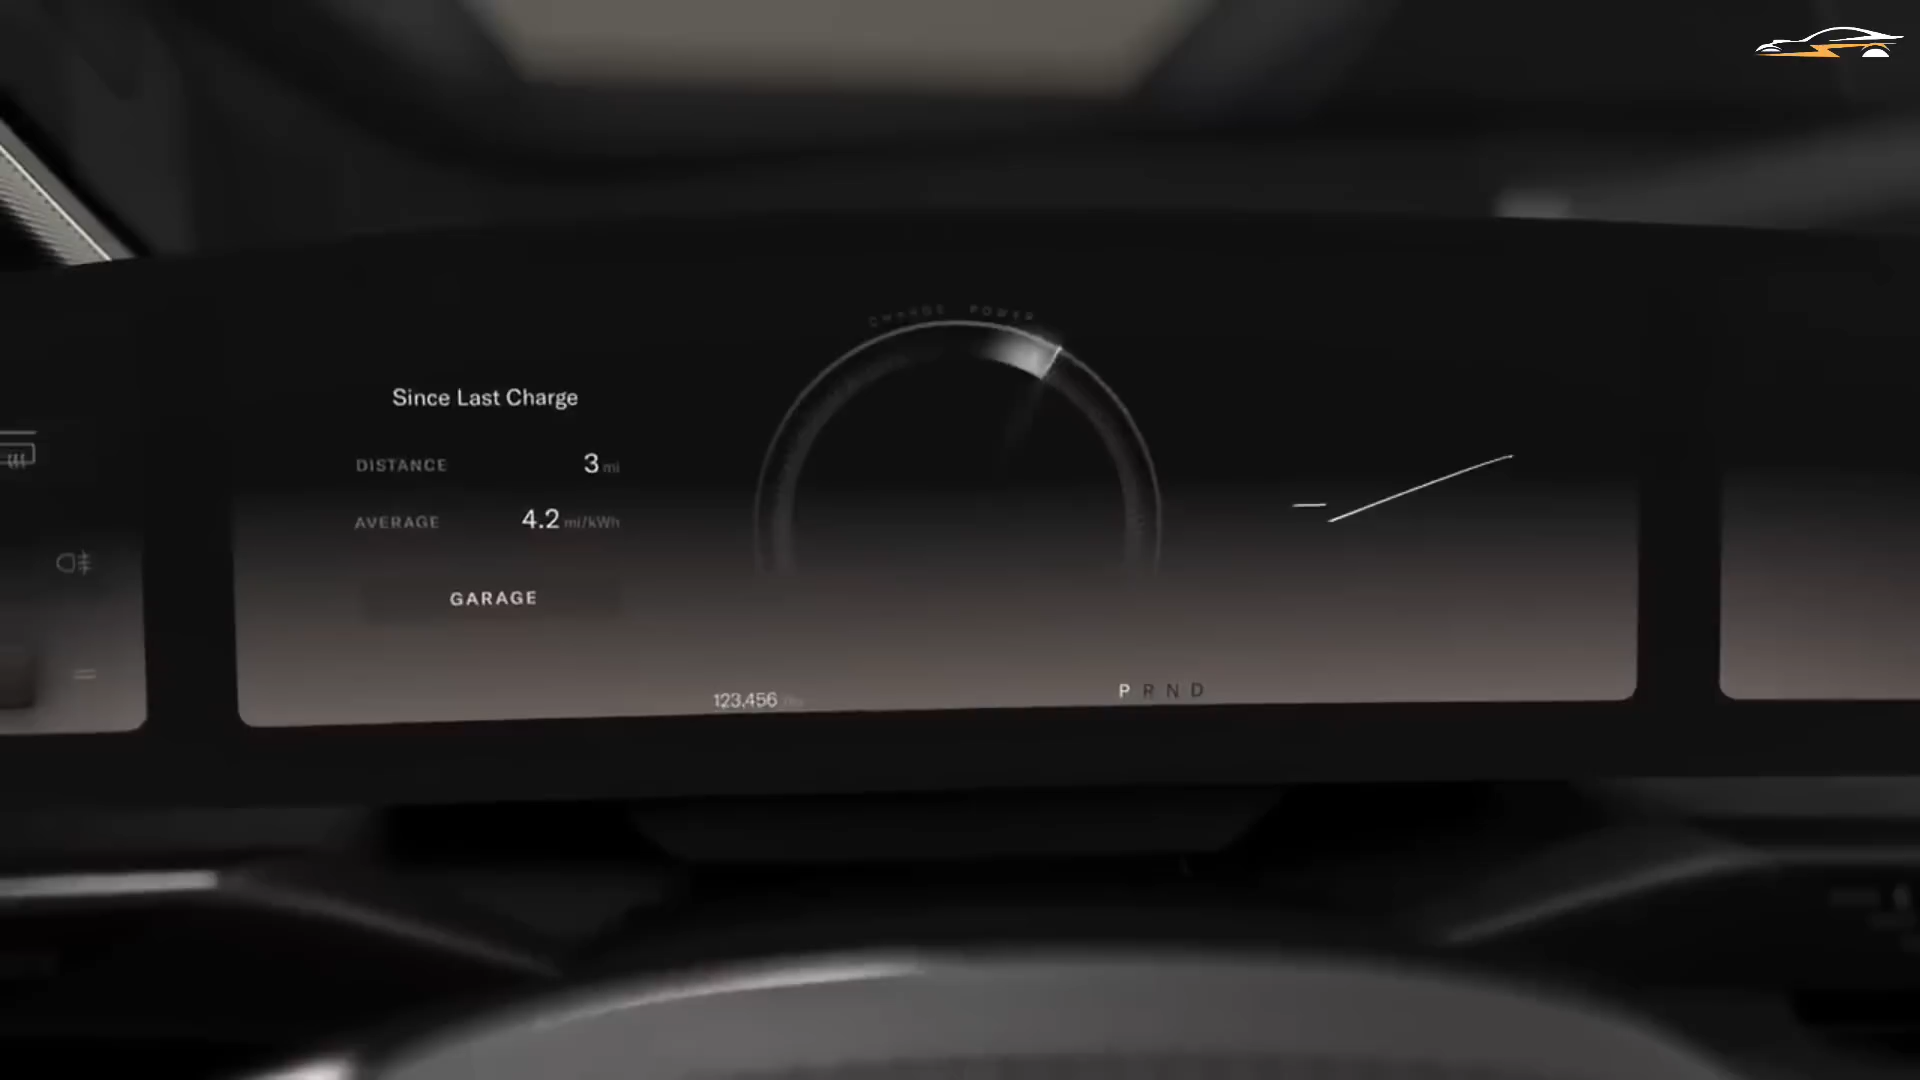 CHARGE POWER
Since Last Charge
DISTANCE 3 mi
AVERAGE 4.2 mi/kWh
GARAGE
123,456
P R N D